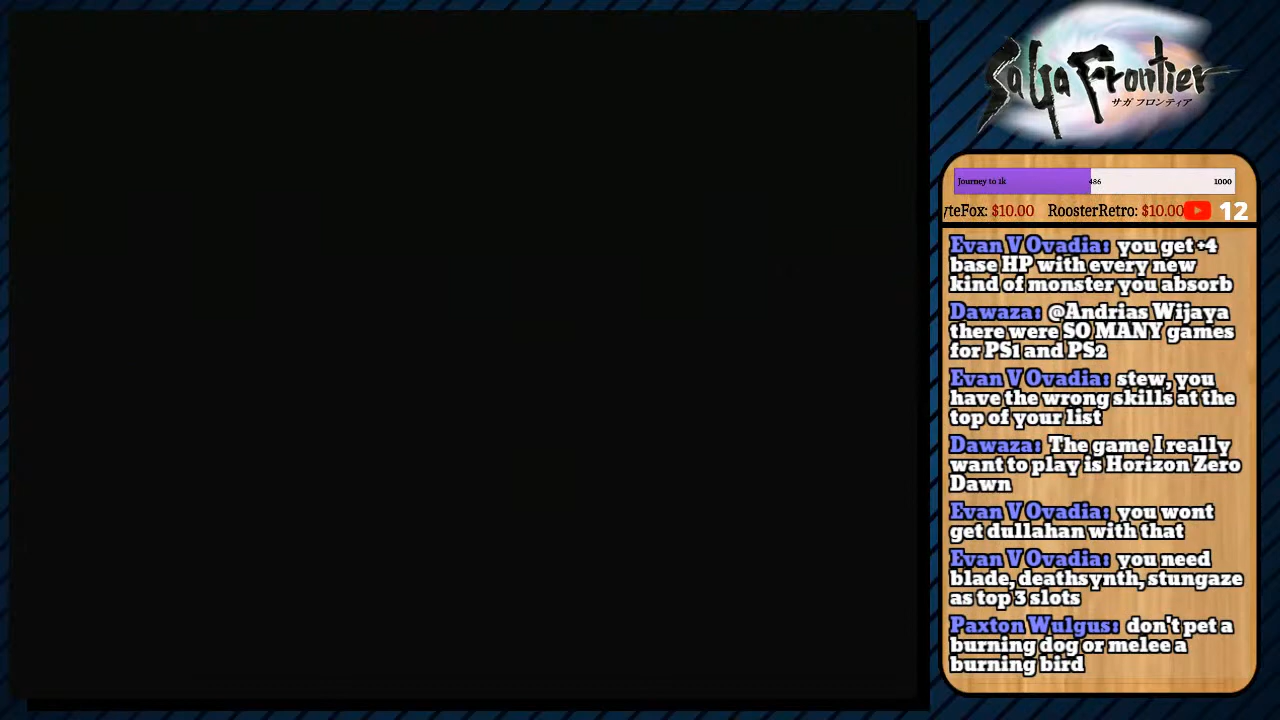 SaGa Frontier
サガ フロンティア
Journey to 1k 486 1000
yteFox: $10.00 RoosterRetro: $10.00 12
Evan V Ovadia: you get +4
base HP with every new
kind of monster you absorb
Dawaza: @Andrias Wijaya
there were SO MANY games
for PS1 and PS2
Evan V Ovadia: stew, you
have the wrong skills at the
top of your list
Dawaza: The game I really
want to play is Horizon Zero
Dawn
Evan V Ovadia: you wont
get dullahan with that
Evan V Ovadia: you need
blade, deathsynth, stungaze
as top 3 slots
Paxton Wulgus: don't pet a
burning dog or melee a
burning bird